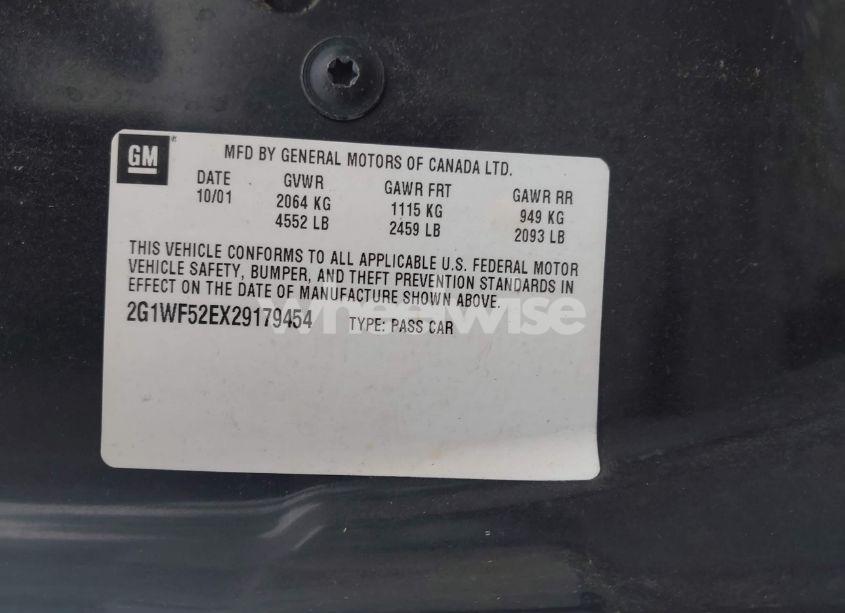 GM
MFD BY GENERAL MOTORS OF CANADA LTD.
DATE GVWR GAWR FRT GAWR RR
10/01 2064 KG 1115 KG 949 KG
4552 LB 2459 LB 2093 LB
THIS VEHICLE CONFORMS TO ALL APPLICABLE U.S. FEDERAL MOTOR
VEHICLE SAFETY, BUMPER, AND THEFT PREVENTION STANDARDS IN
EFFECT ON THE DATE OF MANUFACTURE SHOWN ABOVE.
2G1WF52EX29179454 TYPE: PASS CAR
wheelwise